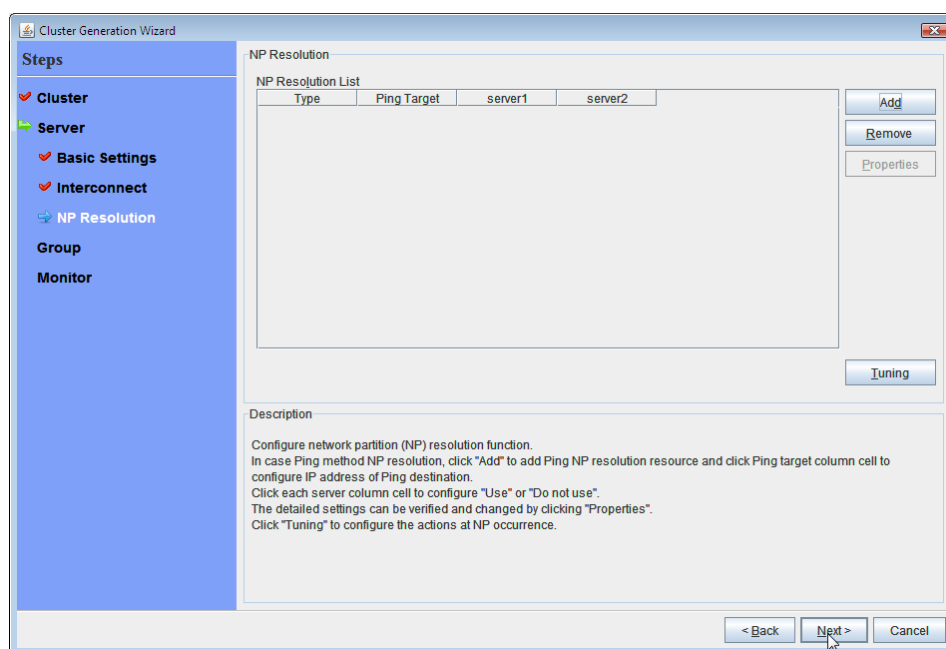 Cluster Generation Wizard
Steps
Cluster
Server
Basic Settings
Interconnect
NP Resolution
Group
Monitor
NP Resolution
NP Resolution List
Type Ping Target server1 server2
Add
Remove
Properties
Tuning
Description
Configure network partition (NP) resolution function.
In case Ping method NP resolution, click "Add" to add Ping NP resolution resource and click Ping target column cell to
configure IP address of Ping destination.
Click each server column cell to configure "Use" or "Do not use".
The detailed settings can be verified and changed by clicking "Properties".
Click "Tuning" to configure the actions at NP occurrence.
< Back Next > Cancel